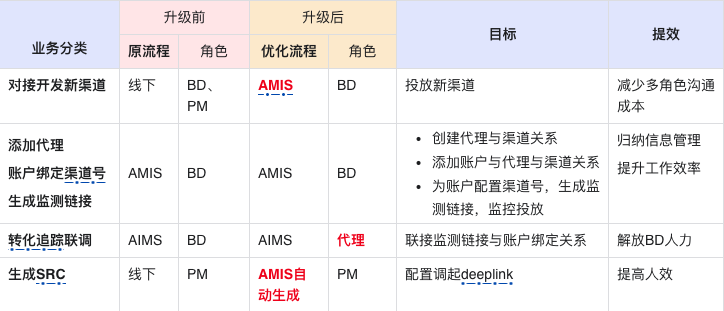 业务分类
升级前
升级后
目标
提效
原流程
角色
优化流程
角色
对接开发新渠道
线下
BD、
PM
AMIS
BD
投放新渠道
减少多角色沟通
成本
添加代理
账户绑定渠道号
生成监测链接
AMIS
BD
AMIS
BD
• 创建代理与渠道关系
• 添加账户与代理与渠道关系
• 为账户配置渠道号，生成监
测链接，监控投放
归纳信息管理
提升工作效率
转化追踪联调
AIMS
BD
AIMS
代理
联接监测链接与账户绑定关系
解放BD人力
生成SRC
线下
PM
AMIS自
动生成
PM
配置调起deeplink
提高人效